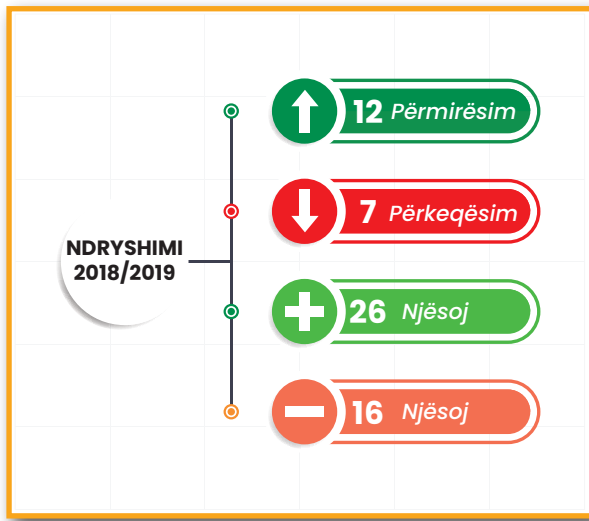 NDRYSHIMI
2018/2019
12 Përmirësim
7 Përkeqësim
26 Njësoj
16 Njësoj